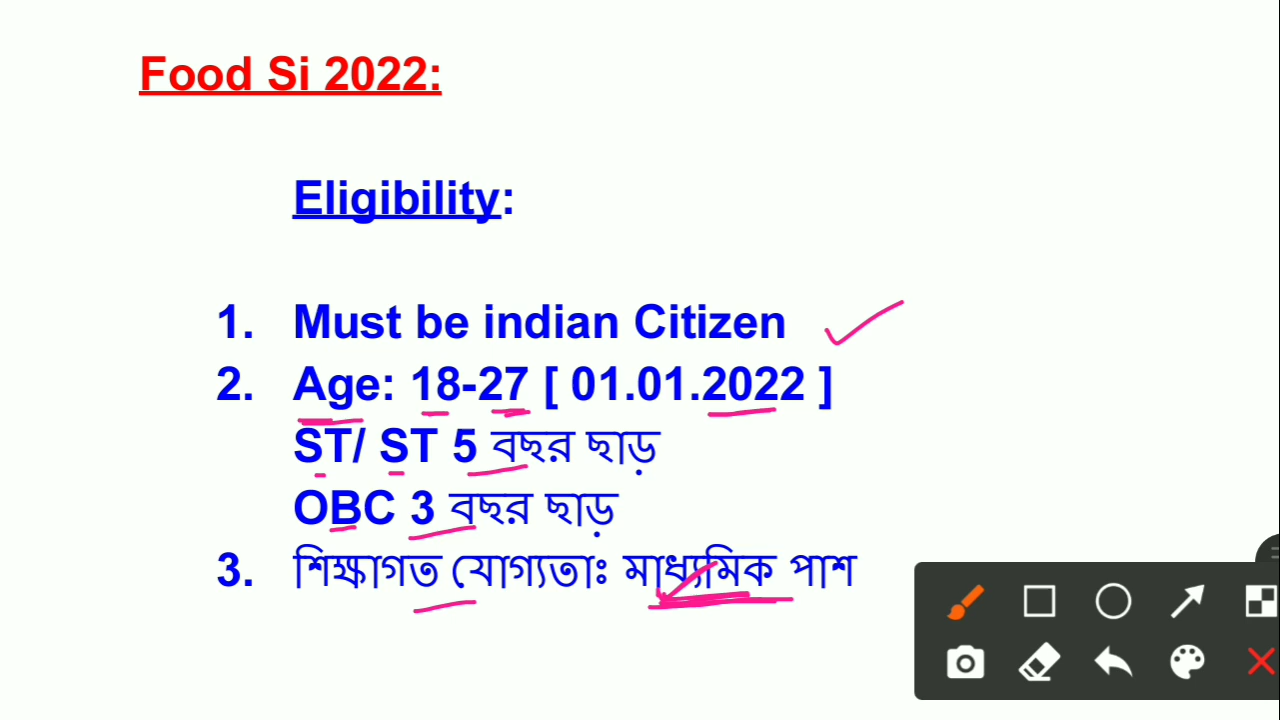 Food Si 2022:
Eligibility:
1. Must be indian Citizen
2. Age: 18-27 [ 01.01.2022 ]
ST/ ST 5 বছর ছাড়
OBC 3 বছর ছাড়
3. শিক্ষাগত যোগ্যতাঃ মাধ্যমিক পাশ